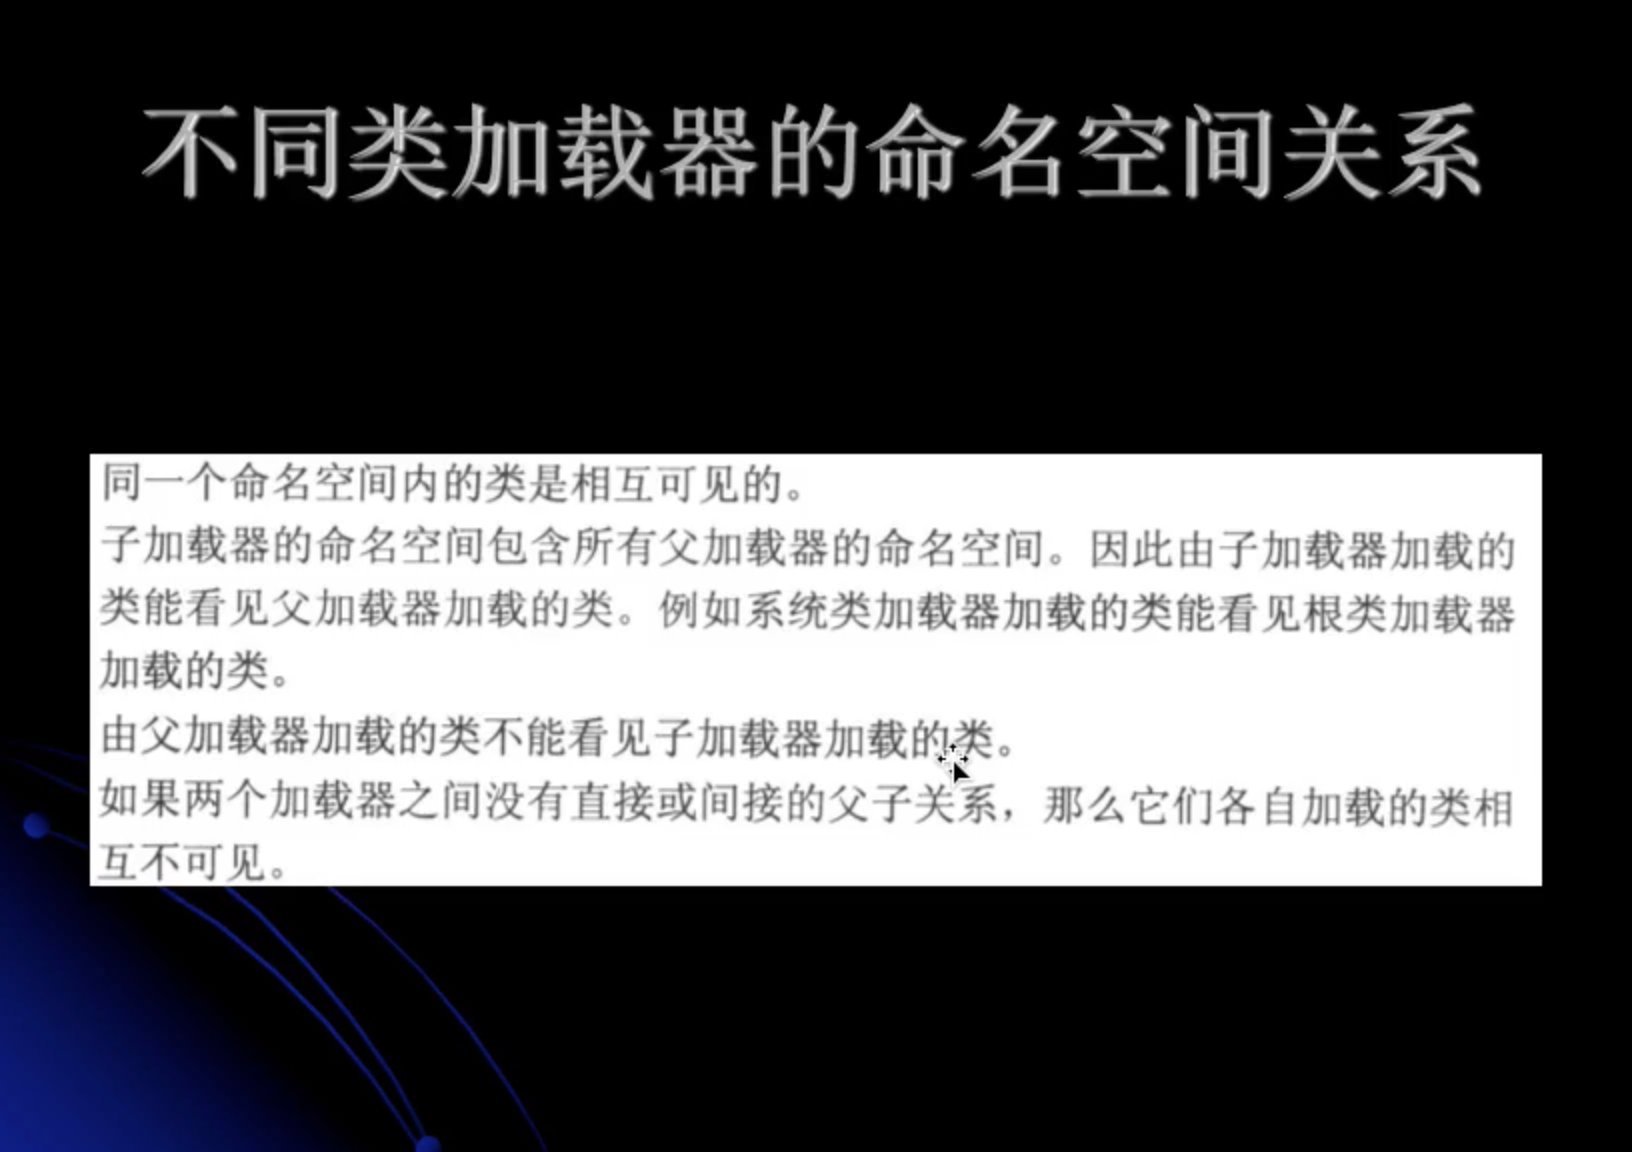 不同类加载器的命名空间关系
同一个命名空间内的类是相互可见的。
子加载器的命名空间包含所有父加载器的命名空间。因此由子加载器加载的
类能看见父加载器加载的类。例如系统类加载器加载的类能看见根类加载器
加载的类。
由父加载器加载的类不能看见子加载器加载的类。
如果两个加载器之间没有直接或间接的父子关系，那么它们各自加载的类相
互不可见。